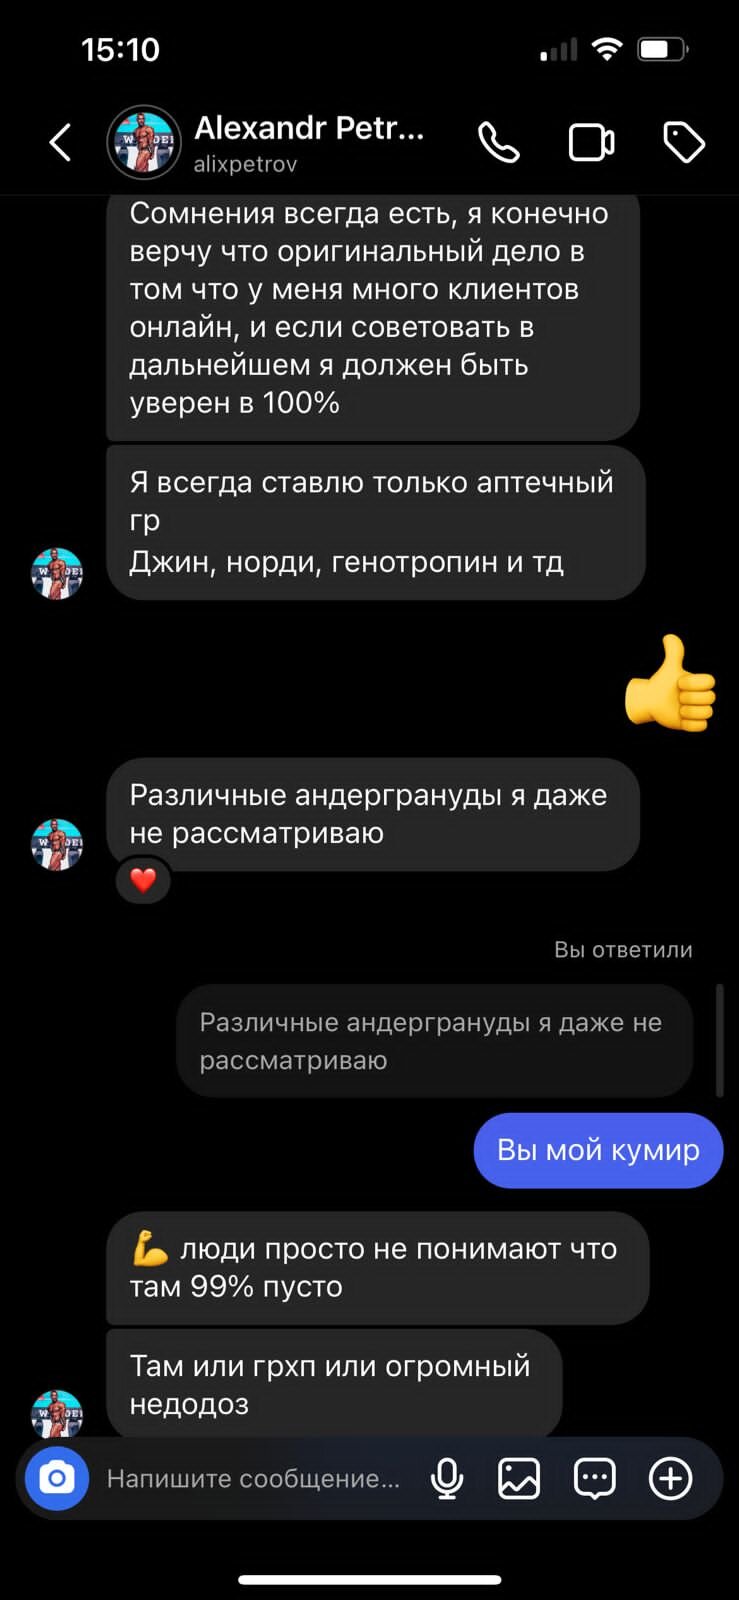 15:10
Alexandr Petr...
alixpetrov
Сомнения всегда есть, я конечно
верчу что оригинальный дело в
том что у меня много клиентов
онлайн, и если советовать в
дальнейшем я должен быть
уверен в 100%
Я всегда ставлю только аптечный
гр
Джин, норди, генотропин и тд
👍
Различные андергрануды я даже
не рассматриваю
❤️
Вы ответили
Различные андергрануды я даже не
рассматриваю
Вы мой кумир
💪 люди просто не понимают что
там 99% пусто
Там или грхп или огромный
недодоз
Напишите сообщение...